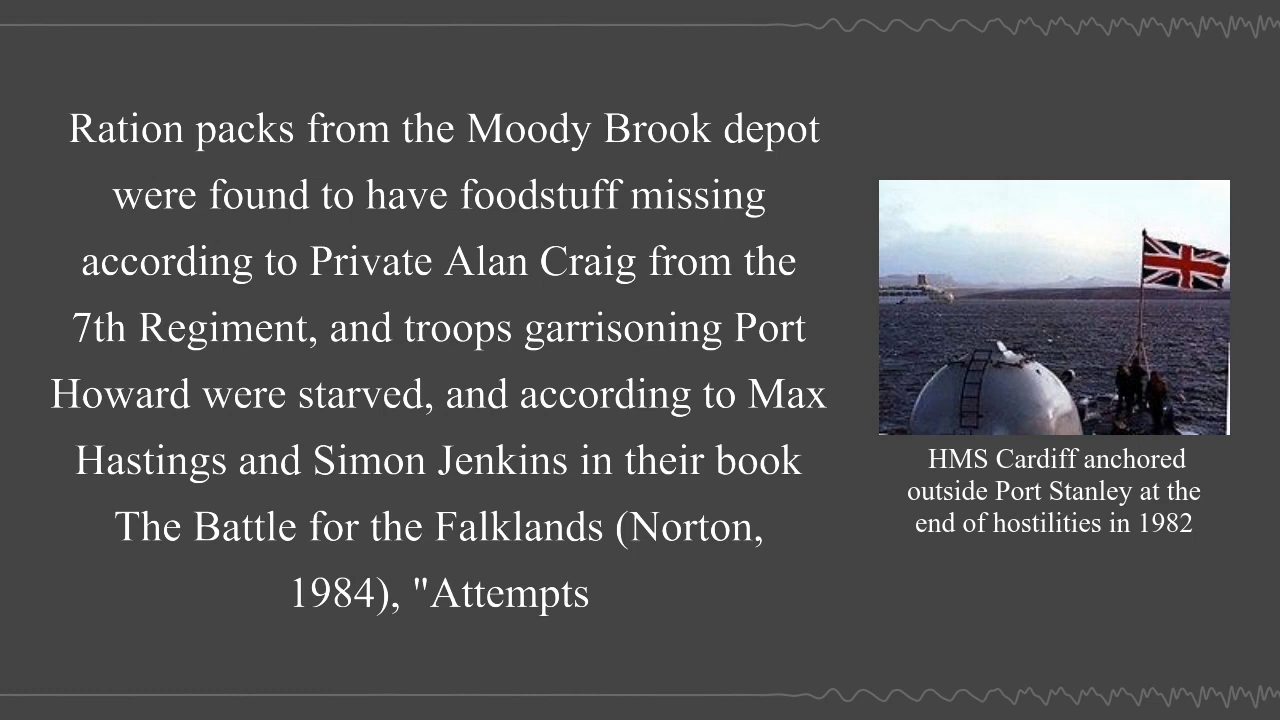 Ration packs from the Moody Brook depot
were found to have foodstuff missing
according to Private Alan Craig from the
7th Regiment, and troops garrisoning Port
Howard were starved, and according to Max
Hastings and Simon Jenkins in their book
The Battle for the Falklands (Norton,
1984), "Attempts
HMS Cardiff anchored
outside Port Stanley at the
end of hostilities in 1982